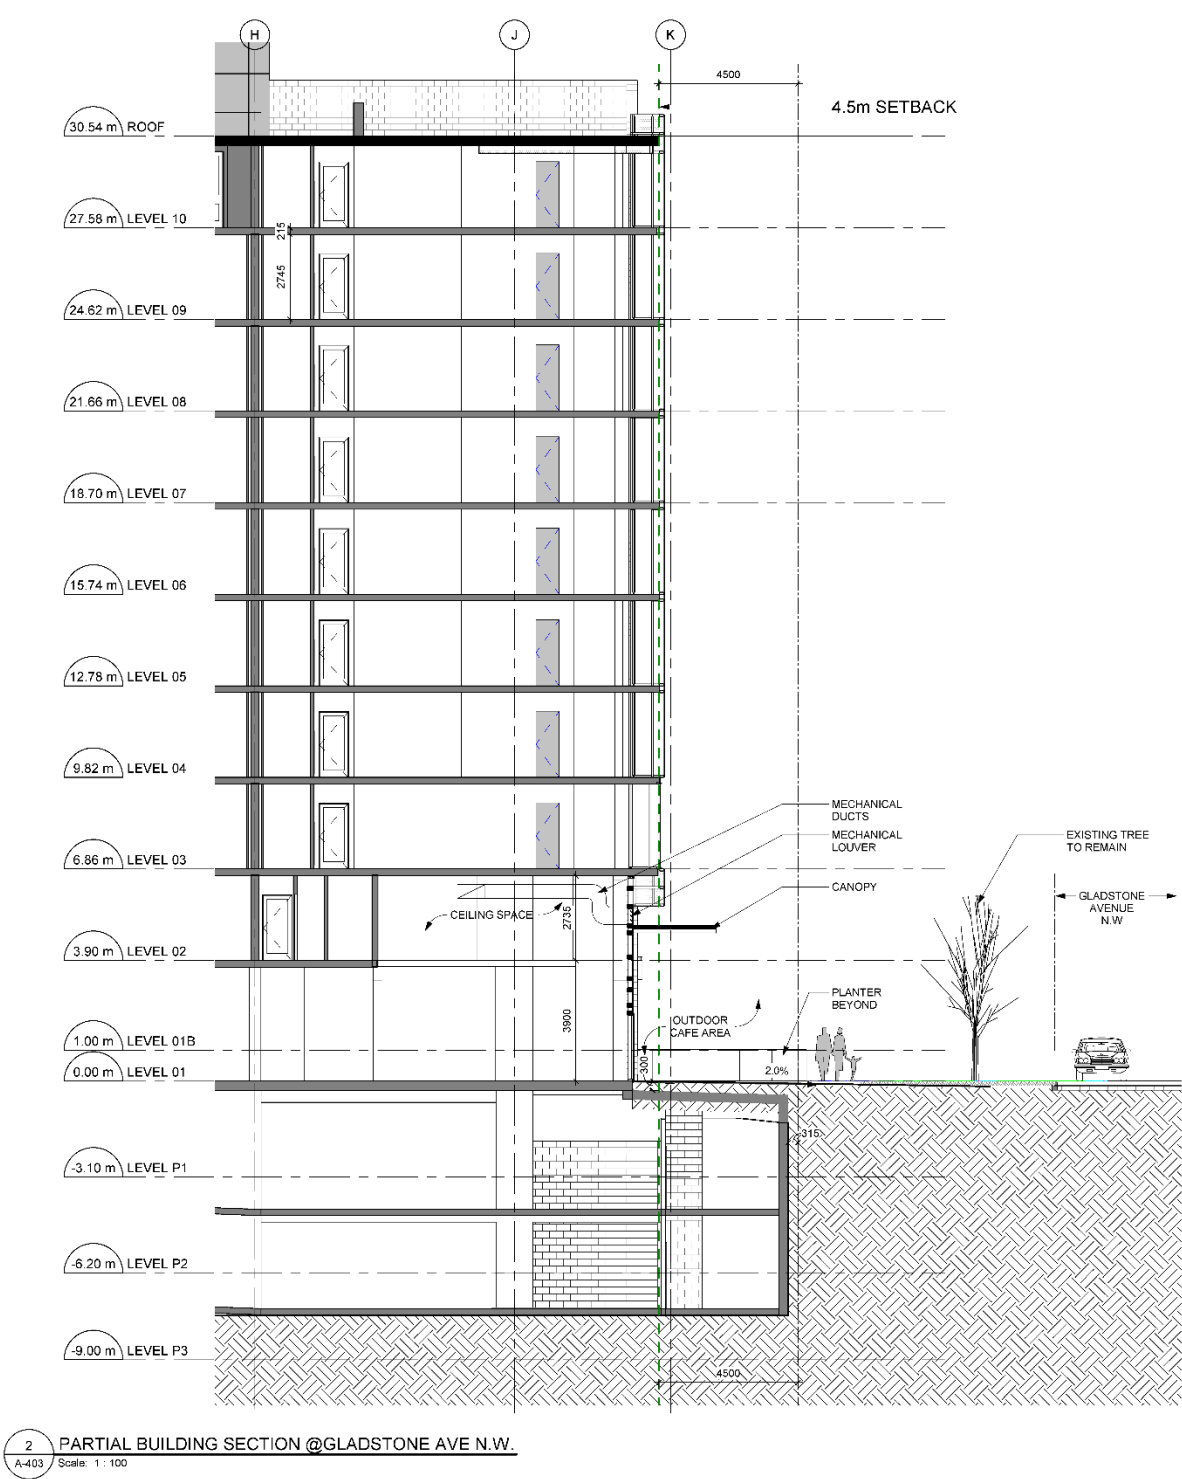 H
J
K
4500
4.5m SETBACK
30.54 m ROOF
27.58 m LEVEL 10
215
2745
24.62 m LEVEL 09
21.66 m LEVEL 08
18.70 m LEVEL 07
15.74 m LEVEL 06
12.78 m LEVEL 05
9.82 m LEVEL 04
MECHANICAL
DUCTS
MECHANICAL
LOUVER
EXISTING TREE
TO REMAIN
6.86 m LEVEL 03
CANOPY
GLADSTONE
AVENUE
N.W
CEILING SPACE
2735
3.90 m LEVEL 02
PLANTER
BEYOND
OUTDOOR
CAFE AREA
3900
1.00 m LEVEL 01B
0.00 m LEVEL 01
300
2.0%
315
-3.10 m LEVEL P1
-6.20 m LEVEL P2
-9.00 m LEVEL P3
4500
2
A-403
PARTIAL BUILDING SECTION @GLADSTONE AVE N.W.
Scale: 1 : 100